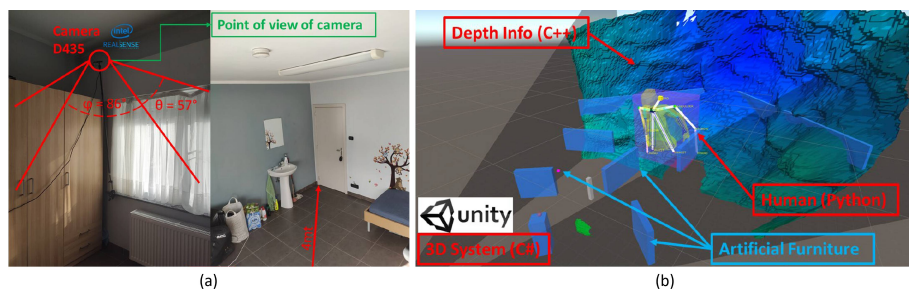 Camera
D435
intel
REALSENSE
φ = 86°
θ = 57°
Point of view of camera
Depth Info (C++)
Human (Python)
unity
3D System (C#)
Artificial Furniture
(a)
(b)